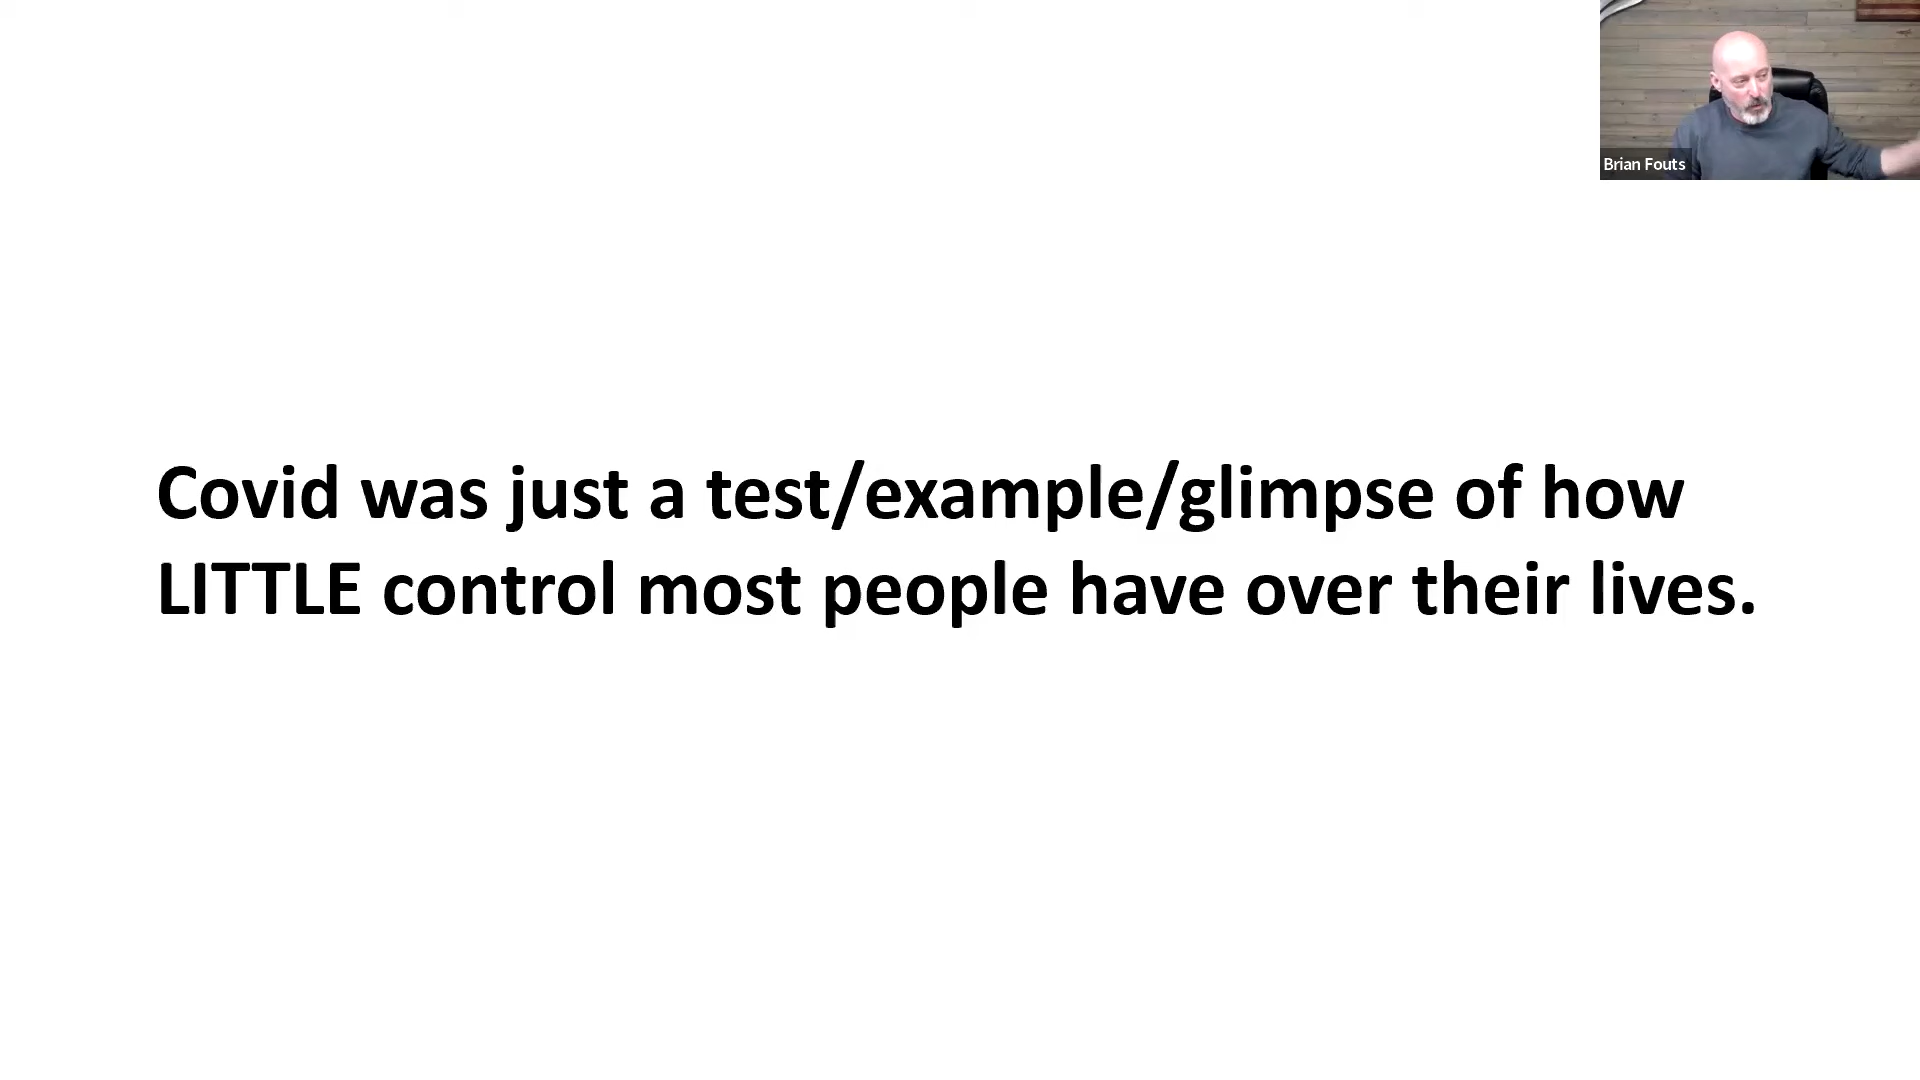 Brian Fouts
Covid was just a test/example/glimpse of how
LITTLE control most people have over their lives.